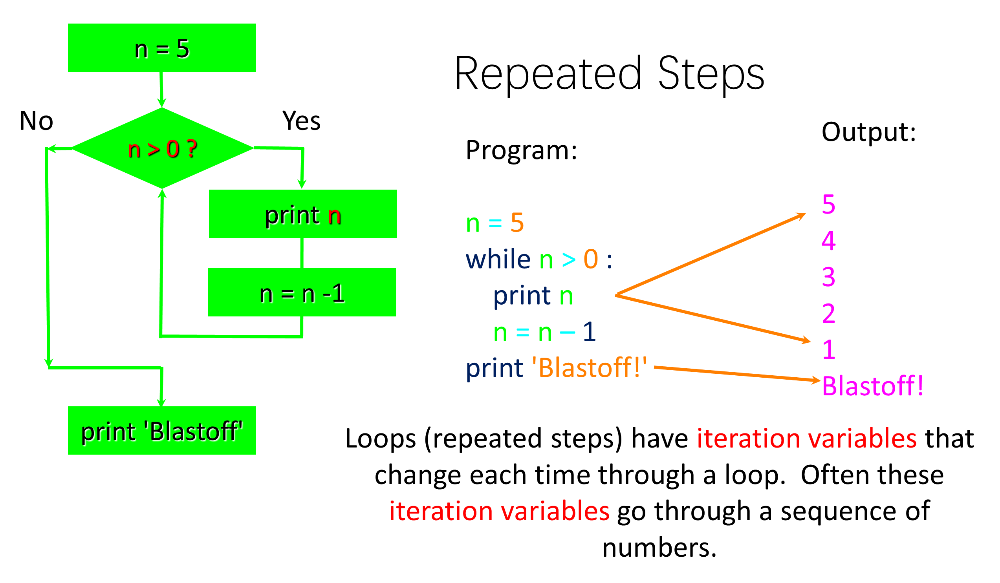 n = 5
No
Yes
n > 0 ?
print n
n = n -1
print 'Blastoff'
Repeated Steps
Program:
n = 5
while n > 0 :
print n
n = n – 1
print 'Blastoff!'
Output:
5
4
3
2
1
Blastoff!
Loops (repeated steps) have iteration variables that
change each time through a loop.  Often these
iteration variables go through a sequence of
numbers.